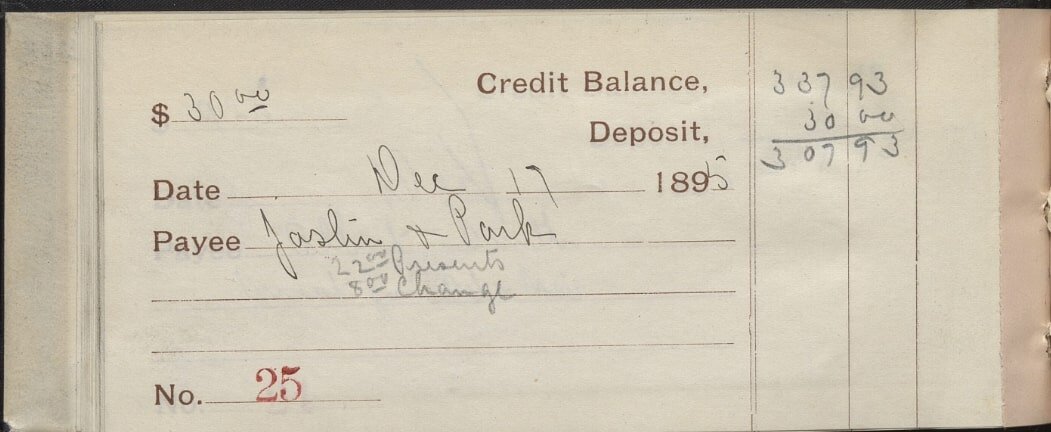 Credit Balance, 337 93
$ 30 00
Deposit, 30 00
307 93
Date Dec 17 1895
Payee Joslin & Park
22 00 Presents
8 00 Change
No. 25